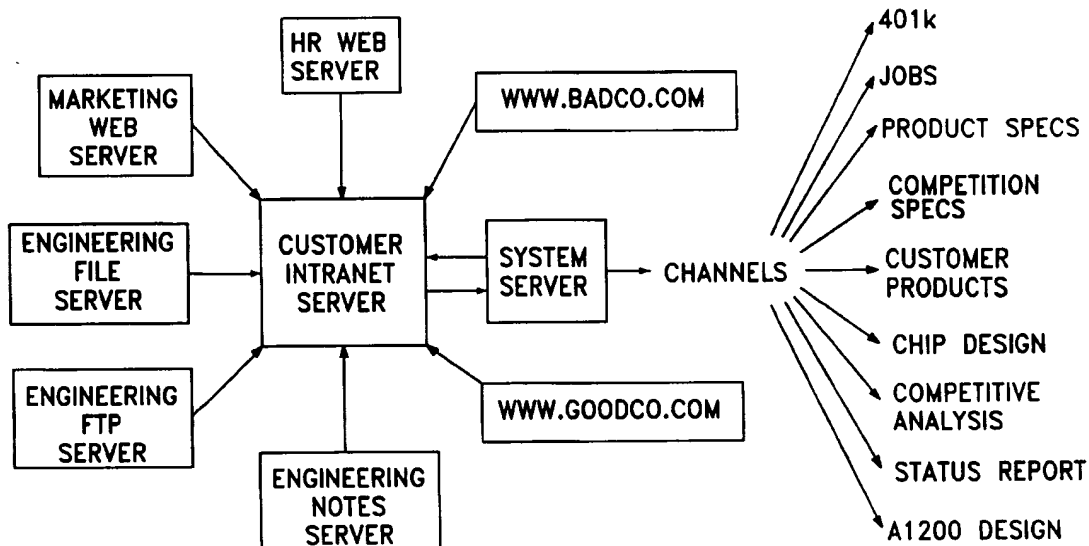 HR WEB
SERVER
MARKETING
WEB
SERVER
WWW.BADCO.COM
ENGINEERING
FILE
SERVER
CUSTOMER
INTRANET
SERVER
SYSTEM
SERVER
CHANNELS
ENGINEERING
FTP
SERVER
WWW.GOODCO.COM
ENGINEERING
NOTES
SERVER
401k
JOBS
PRODUCT SPECS
COMPETITION
SPECS
CUSTOMER
PRODUCTS
CHIP DESIGN
COMPETITIVE
ANALYSIS
STATUS REPORT
A1200 DESIGN